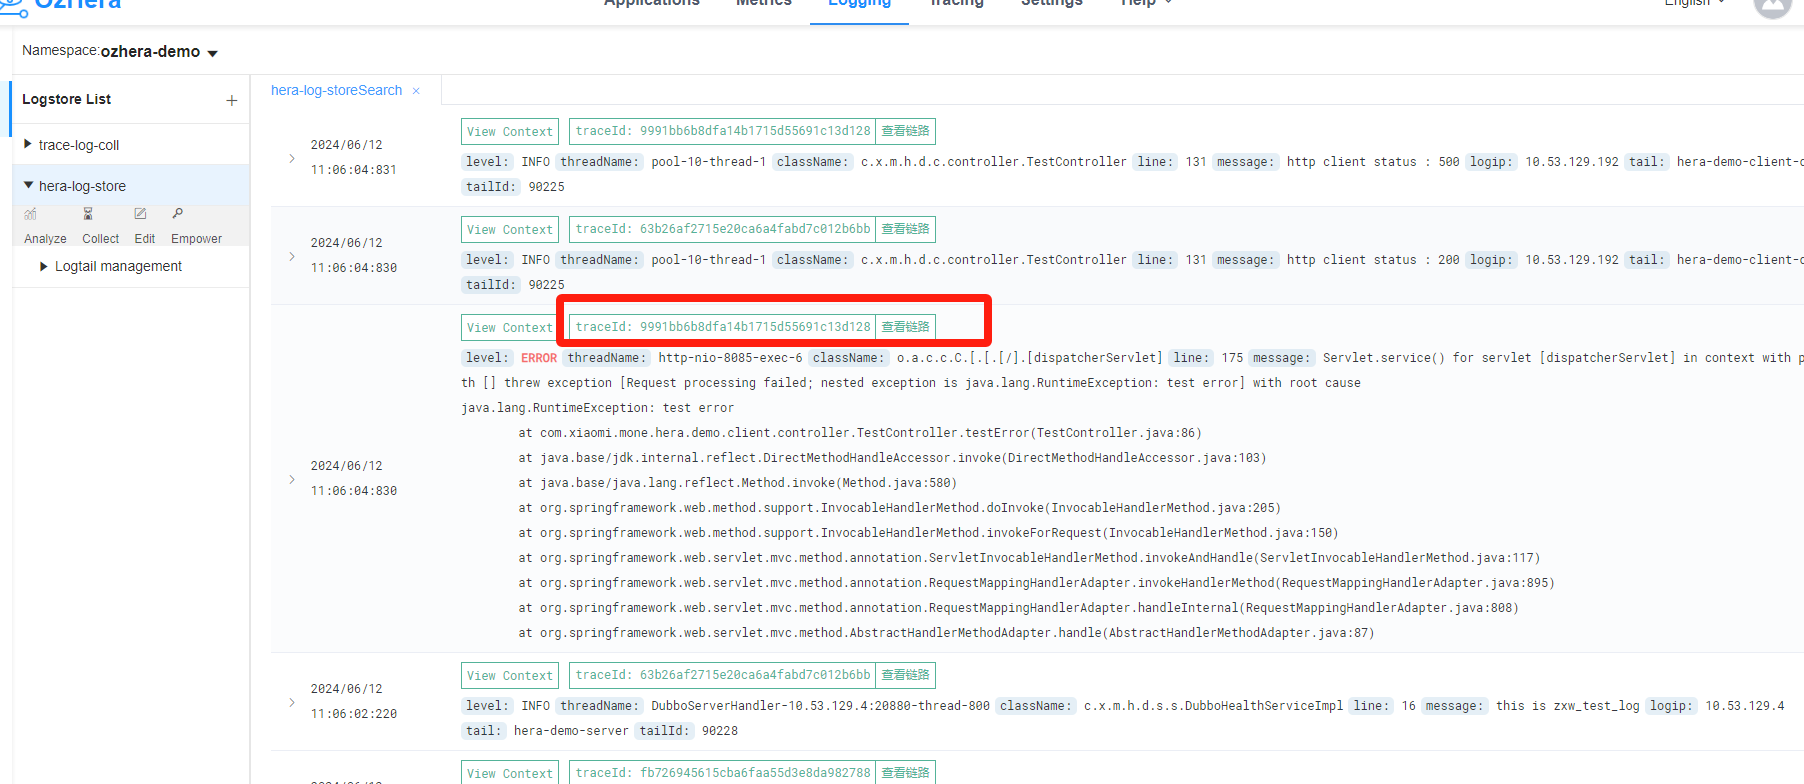 OzHera Applications Metrics Logging Tracing Settings Help English
Namespace:ozhera-demo
Logstore List
trace-log-coll
hera-log-store
Analyze Collect Edit Empower
Logtail management
hera-log-storeSearch ×
2024/06/12
11:06:04:831
View Context traceId: 9991bb6b8dfa14b1715d55691c13d128 查看链路
level: INFO threadName: pool-10-thread-1 className: c.x.m.h.d.c.controller.TestController line: 131 message: http client status : 500 logip: 10.53.129.192 tail: hera-demo-client-c
tailId: 90225
2024/06/12
11:06:04:830
View Context traceId: 63b26af2715e20ca6a4fabd7c012b6bb 查看链路
level: INFO threadName: pool-10-thread-1 className: c.x.m.h.d.c.controller.TestController line: 131 message: http client status : 200 logip: 10.53.129.192 tail: hera-demo-client-c
tailId: 90225
2024/06/12
11:06:04:830
View Context traceId: 9991bb6b8dfa14b1715d55691c13d128 查看链路
level: ERROR threadName: http-nio-8085-exec-6 className: o.a.c.c.C.[.[.[/].[dispatcherServlet] line: 175 message: Servlet.service() for servlet [dispatcherServlet] in context with p
th [] threw exception [Request processing failed; nested exception is java.lang.RuntimeException: test error] with root cause
java.lang.RuntimeException: test error
at com.xiaomi.mone.hera.demo.client.controller.TestController.testError(TestController.java:86)
at java.base/jdk.internal.reflect.DirectMethodHandleAccessor.invoke(DirectMethodHandleAccessor.java:103)
at java.base/java.lang.reflect.Method.invoke(Method.java:580)
at org.springframework.web.method.support.InvocableHandlerMethod.doInvoke(InvocableHandlerMethod.java:205)
at org.springframework.web.method.support.InvocableHandlerMethod.invokeForRequest(InvocableHandlerMethod.java:150)
at org.springframework.web.servlet.mvc.method.annotation.ServletInvocableHandlerMethod.invokeAndHandle(ServletInvocableHandlerMethod.java:117)
at org.springframework.web.servlet.mvc.method.annotation.RequestMappingHandlerAdapter.invokeHandlerMethod(RequestMappingHandlerAdapter.java:895)
at org.springframework.web.servlet.mvc.method.annotation.RequestMappingHandlerAdapter.handleInternal(RequestMappingHandlerAdapter.java:808)
at org.springframework.web.servlet.mvc.method.AbstractHandlerMethodAdapter.handle(AbstractHandlerMethodAdapter.java:87)
2024/06/12
11:06:02:220
View Context traceId: 63b26af2715e20ca6a4fabd7c012b6bb 查看链路
level: INFO threadName: DubboServerHandler-10.53.129.4:20880-thread-800 className: c.x.m.h.d.s.s.DubboHealthServiceImpl line: 16 message: this is zxw_test_log logip: 10.53.129.4
tail: hera-demo-server tailId: 90228
View Context traceId: fb726945615cba6faa55d3e8da982788 查看链路
2024/06/12